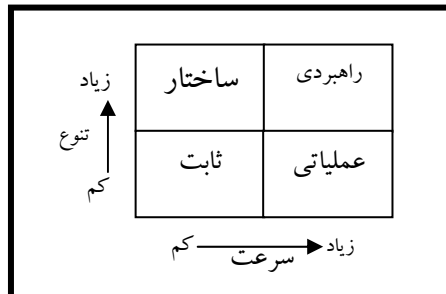 راهبردی
ساختار
زیاد
تنوع
کم
عملیاتی
ثابت
زیاد
سرعت
کم